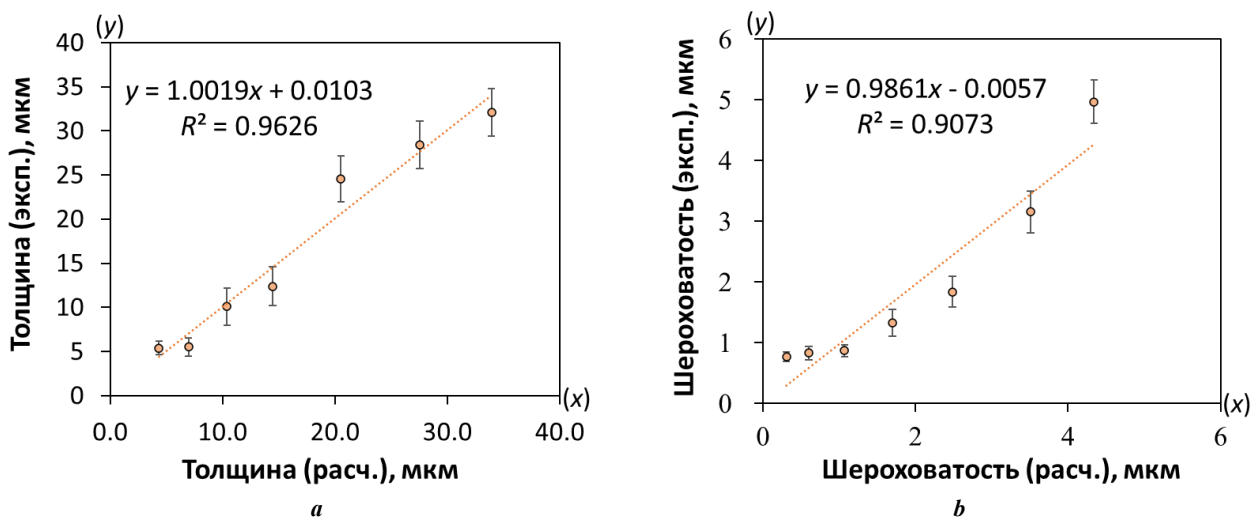 (y)
40
35
30
25
20
15
10
5
0
y = 1.0019x + 0.0103
R² = 0.9626
Толщина (эксп.), мкм
(x)
0.0 10.0 20.0 30.0 40.0
Толщина (расч.), мкм
a
(y)
6
5
4
3
2
1
0
y = 0.9861x - 0.0057
R² = 0.9073
Шероховатость (эксп.), мкм
(x)
0 2 4 6
Шероховатость (расч.), мкм
b